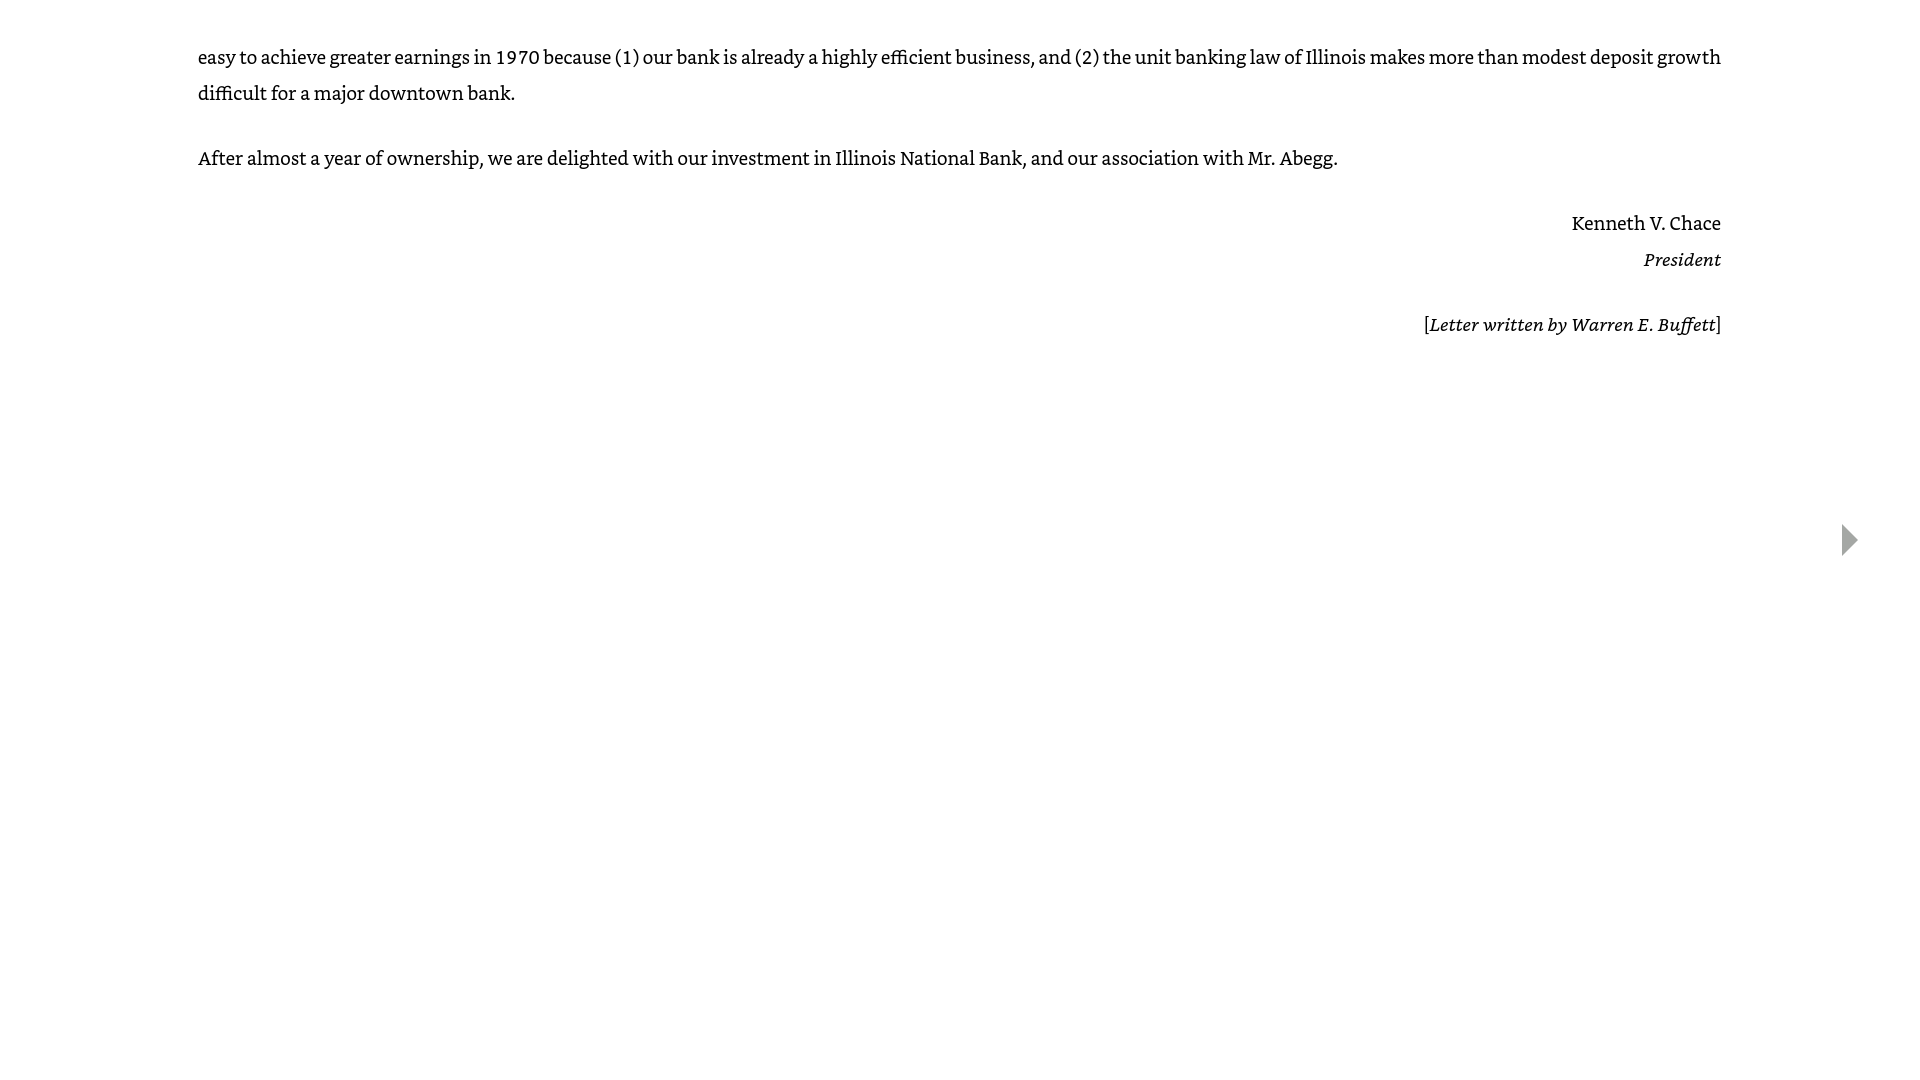 easy to achieve greater earnings in 1970 because (1) our bank is already a highly efficient business, and (2) the unit banking law of Illinois makes more than modest deposit growth
difficult for a major downtown bank.
After almost a year of ownership, we are delighted with our investment in Illinois National Bank, and our association with Mr. Abegg.
Kenneth V. Chace
President
[Letter written by Warren E. Buffett]